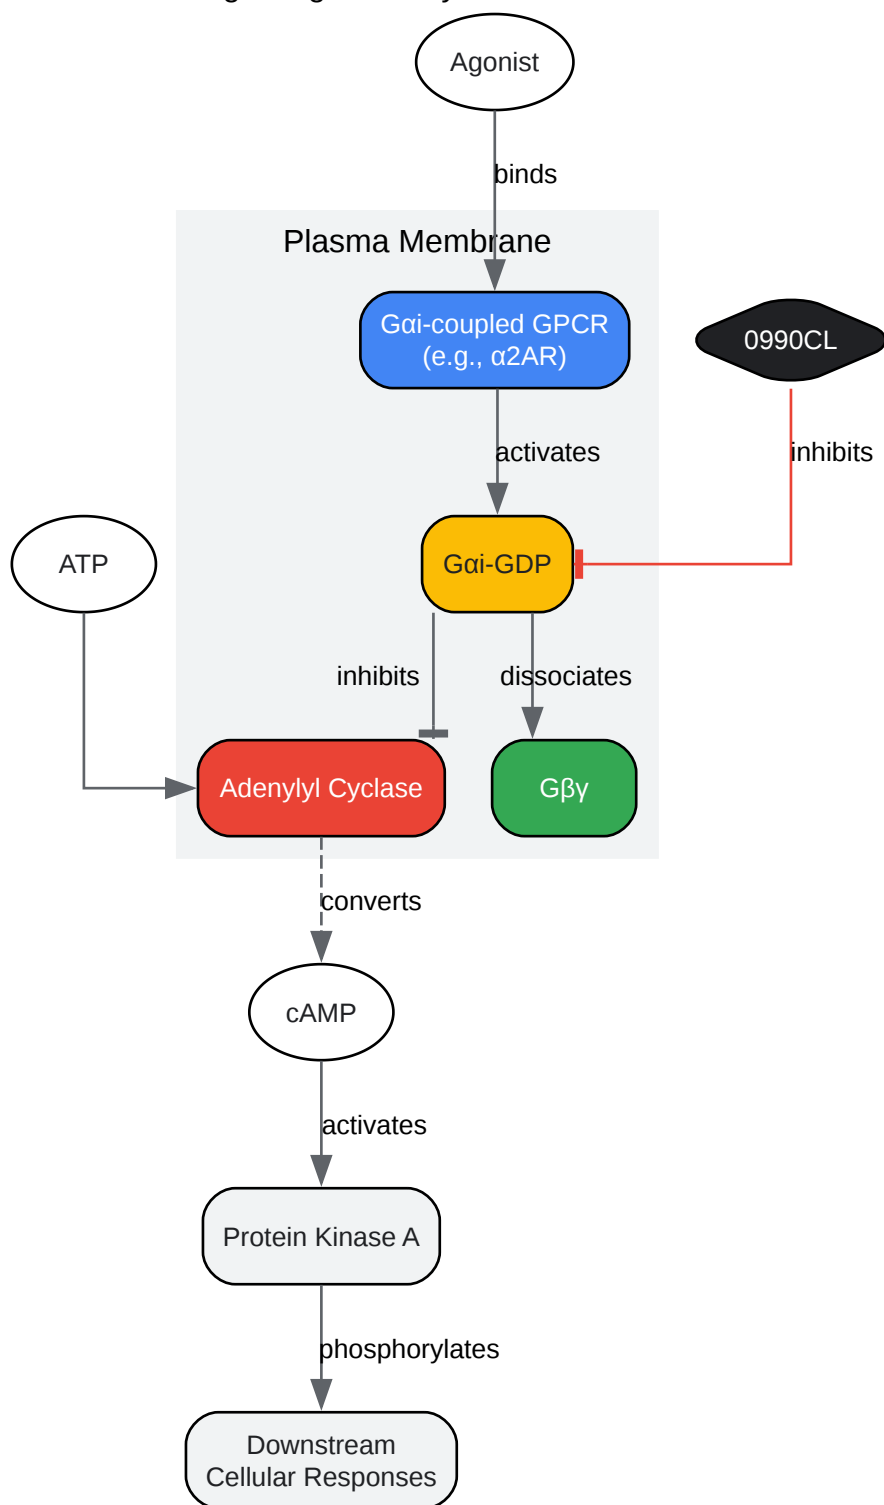 Agonist
binds
Plasma Membrane
Gαi-coupled GPCR
(e.g., α2AR)
0990CL
activates
inhibits
ATP
Gαi-GDP
inhibits
dissociates
Adenylyl Cyclase
Gβγ
converts
cAMP
activates
Protein Kinase A
phosphorylates
Downstream
Cellular Responses